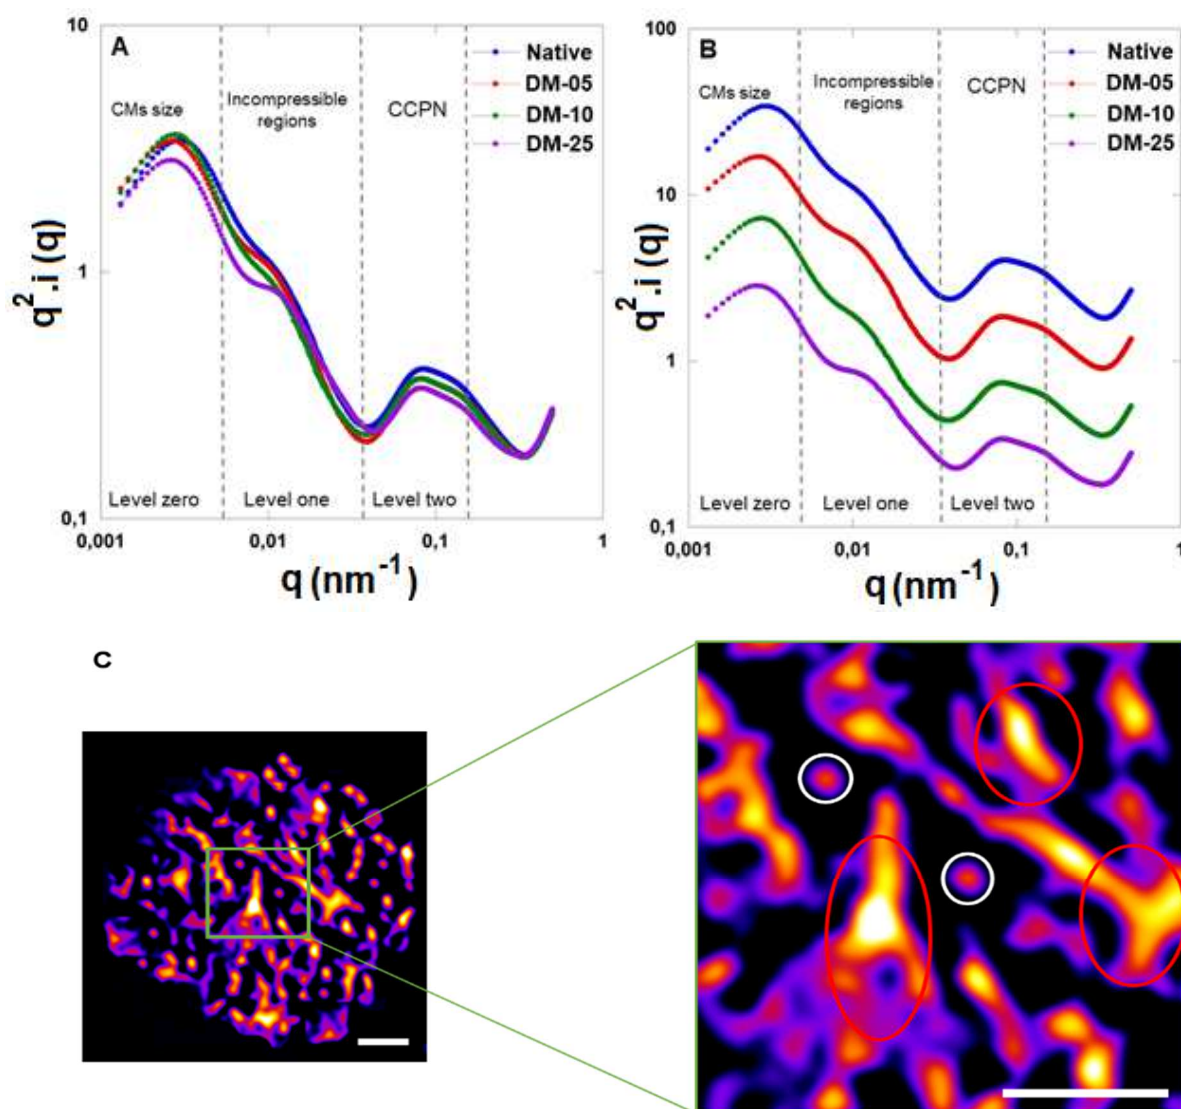 A
Native
DM-05
DM-10
DM-25
CMs size
Incompressible
regions
CCPN
Level zero
Level one
Level two
10
1
0,1
0,001
0,01
0,1
1
q².i (q)
q (nm⁻¹)
B
Native
DM-05
DM-10
DM-25
CMs size
Incompressible
regions
CCPN
Level zero
Level one
Level two
100
10
1
0,1
0,001
0,01
0,1
1
q².i (q)
q (nm⁻¹)
C